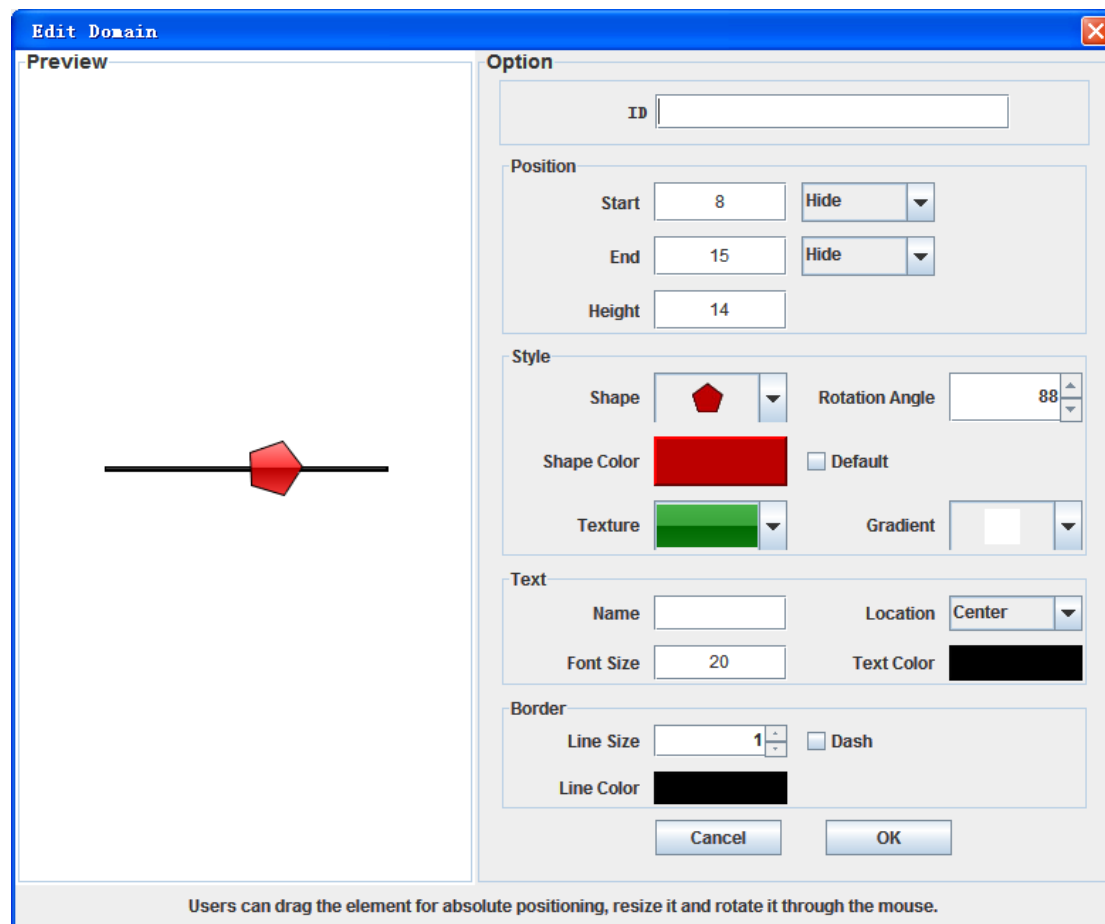 Edit Domain
Preview
Option
ID
Position
Start 8 Hide
End 15 Hide
Height 14
Style
Shape Rotation Angle 88
Shape Color Default
Texture Gradient
Text
Name Location Center
Font Size 20 Text Color
Border
Line Size 1 Dash
Line Color
Cancel OK
Users can drag the element for absolute positioning, resize it and rotate it through the mouse.